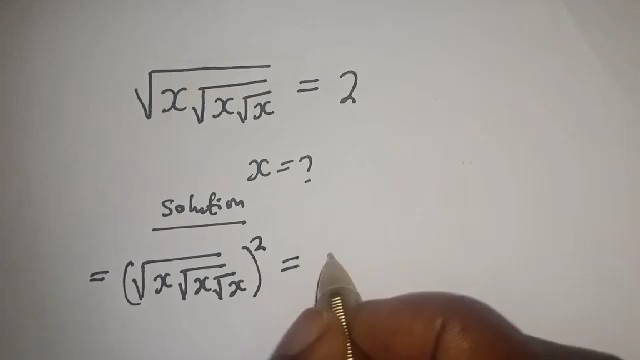 √(x√(x√x)) = 2
x = ?
Solution
= (√(x√(x√x)))² =